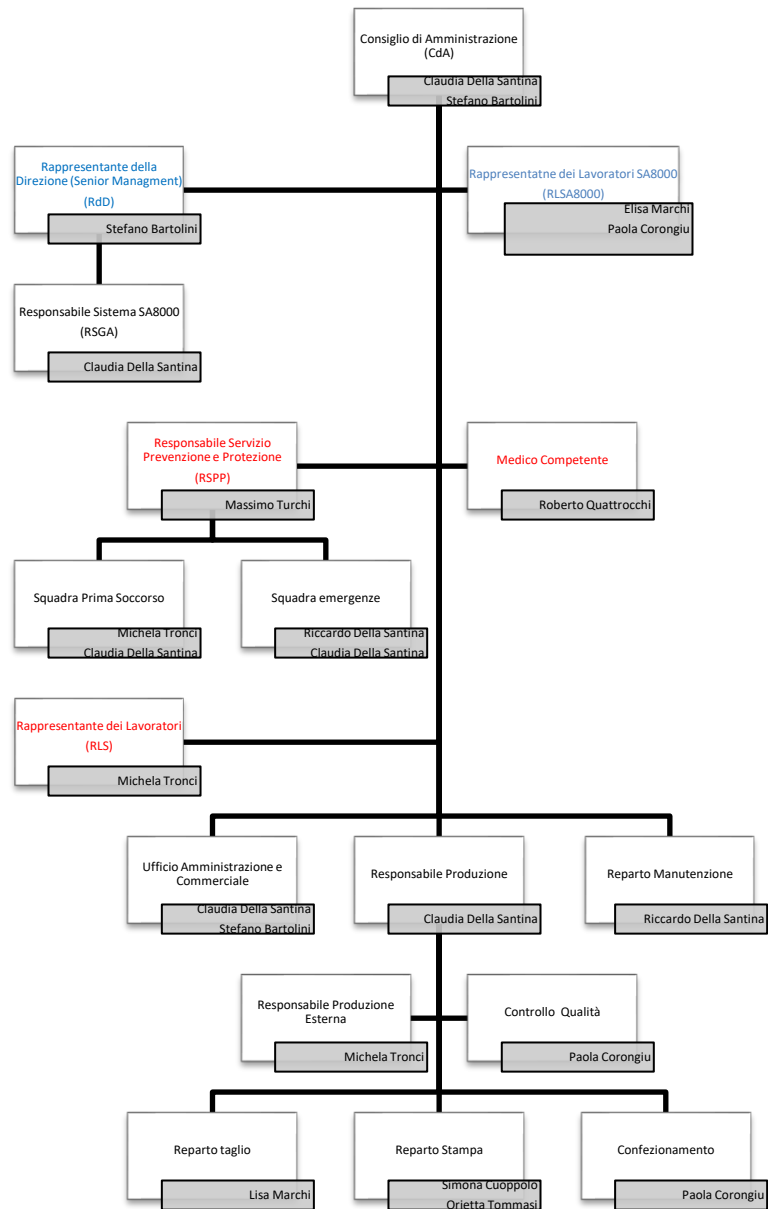 Consiglio di Amministrazione
(CdA)
Claudia Della Santina
Stefano Bartolini
Rappresentante della
Direzione (Senior Managment)
(RdD)
Stefano Bartolini
Rappresentatne dei Lavoratori SA8000
(RLSA8000)
Elisa Marchi
Paola Corongiu
Responsabile Sistema SA8000
(RSGA)
Claudia Della Santina
Responsabile Servizio
Prevenzione e Protezione
(RSPP)
Massimo Turchi
Medico Competente
Roberto Quattrocchi
Squadra Prima Soccorso
Michela Tronci
Claudia Della Santina
Squadra emergenze
Riccardo Della Santina
Claudia Della Santina
Rappresentante dei Lavoratori
(RLS)
Michela Tronci
Ufficio Amministrazione e
Commerciale
Claudia Della Santina
Stefano Bartolini
Responsabile Produzione
Claudia Della Santina
Reparto Manutenzione
Riccardo Della Santina
Responsabile Produzione
Esterna
Michela Tronci
Controllo Qualità
Paola Corongiu
Reparto taglio
Lisa Marchi
Reparto Stampa
Simona Cuoppolo
Orietta Tommasi
Confezionamento
Paola Corongiu